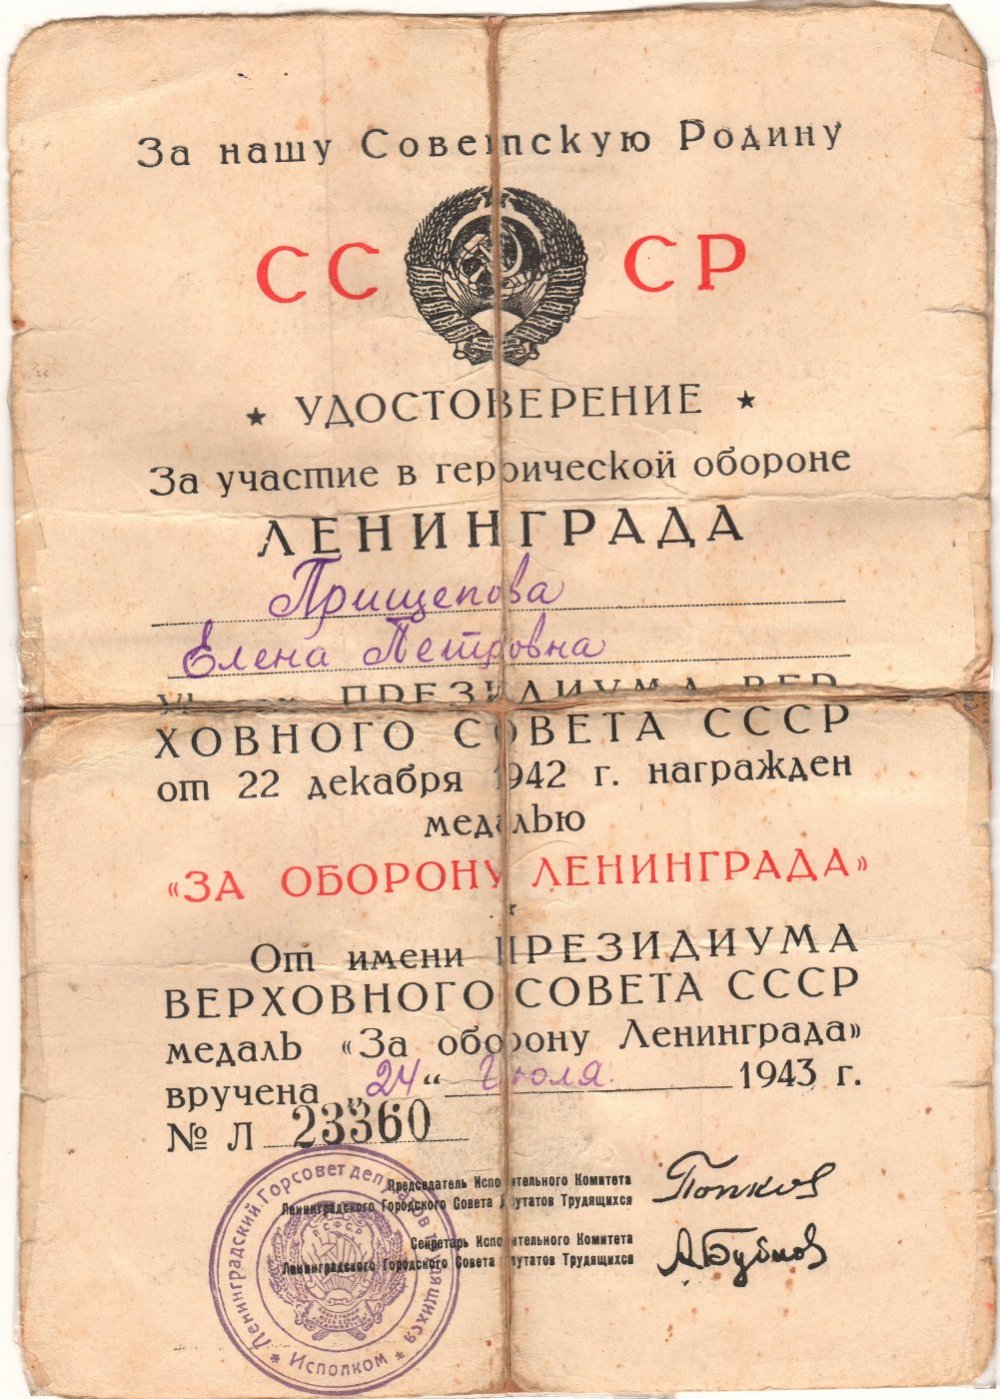 За нашу Советскую Родину
СССР
УДОСТОВЕРЕНИЕ
За участие в героической обороне
ЛЕНИНГРАДА
Прищепова
Елена Петровна
ПРЕЗИДИУМА ВЕР
ХОВНОГО СОВЕТА СССР
от 22 декабря 1942 г. награжден
медалью
«ЗА ОБОРОНУ ЛЕНИНГРАДА»
От имени ПРЕЗИДИУМА
ВЕРХОВНОГО СОВЕТА СССР
медаль «За оборону Ленинграда»
вручена „24“ Июля. 1943 г.
№ Л 23360
Председатель Исполнительного Комитета
Ленинградского Городского Совета Депутатов Трудящихся
Попков
Секретарь Исполнительного Комитета
Ленинградского Городского Совета Депутатов Трудящихся
А Бубнов
Ленинградский Горсовет депутатов трудящихся
Исполком
РСФСР